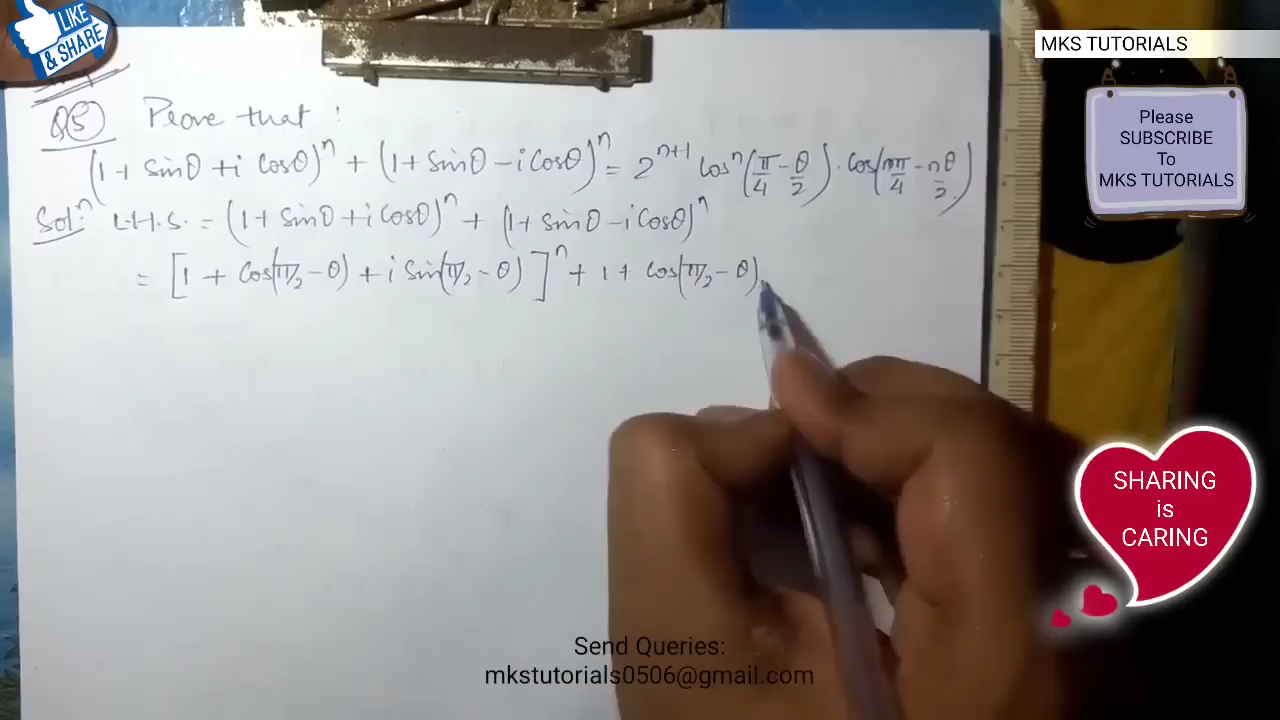 LIKE
& SHARE
MKS TUTORIALS
Please
SUBSCRIBE
To
MKS TUTORIALS
Q5) Prove that :
(1 + sinθ + i cosθ)ⁿ + (1 + sinθ - i cosθ)ⁿ = 2ⁿ⁺¹ cosⁿ(π/4 - θ/2) . cos(nπ/4 - nθ/2)
Solⁿ: L.H.S. = (1 + sinθ + i cosθ)ⁿ + (1 + sinθ - i cosθ)ⁿ
= [1 + cos(π/2 - θ) + i sin(π/2 - θ)]ⁿ + 1 + cos(π/2 - θ)
SHARING
is
CARING
Send Queries:
mkstutorials0506@gmail.com